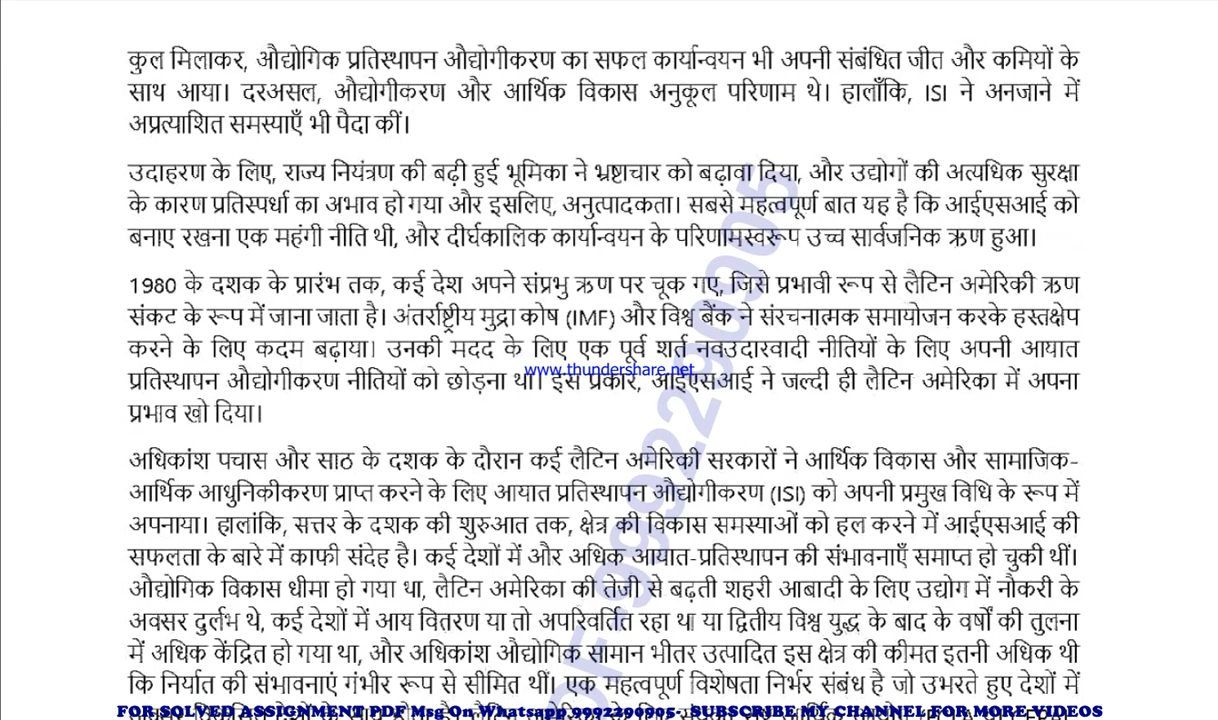 कुल मिलाकर, औद्योगिक प्रतिस्थापन औद्योगीकरण का सफल कार्यान्वयन भी अपनी संबंधित जीत और कमियों के
साथ आया। दरअसल, औद्योगीकरण और आर्थिक विकास अनुकूल परिणाम थे। हालाँकि, ISI ने अनजाने में
अप्रत्याशित समस्याएँ भी पैदा कीं।
उदाहरण के लिए, राज्य नियंत्रण की बढ़ी हुई भूमिका ने भ्रष्टाचार को बढ़ावा दिया, और उद्योगों की अत्यधिक सुरक्षा
के कारण प्रतिस्पर्धा का अभाव हो गया और इसलिए, अनुत्पादकता। सबसे महत्वपूर्ण बात यह है कि आईएसआई को
बनाए रखना एक महंगी नीति थी, और दीर्घकालिक कार्यान्वयन के परिणामस्वरूप उच्च सार्वजनिक ऋण हुआ।
1980 के दशक के प्रारंभ तक, कई देश अपने संप्रभु ऋण पर चूक गए, जिसे प्रभावी रूप से लैटिन अमेरिकी ऋण
संकट के रूप में जाना जाता है। अंतर्राष्ट्रीय मुद्रा कोष (IMF) और विश्व बैंक ने संरचनात्मक समायोजन करके हस्तक्षेप
करने के लिए कदम बढ़ाया। उनकी मदद के लिए एक पूर्व शर्त नवउदारवादी नीतियों के लिए अपनी आयात
www.thundershare.net
प्रतिस्थापन औद्योगीकरण नीतियों को छोड़ना था। इस प्रकार, आईएसआई ने जल्दी ही लैटिन अमेरिका में अपना
प्रभाव खो दिया।
अधिकांश पचास और साठ के दशक के दौरान कई लैटिन अमेरिकी सरकारों ने आर्थिक विकास और सामाजिक-
आर्थिक आधुनिकीकरण प्राप्त करने के लिए आयात प्रतिस्थापन औद्योगीकरण (ISI) को अपनी प्रमुख विधि के रूप में
अपनाया। हालांकि, सत्तर के दशक की शुरुआत तक, क्षेत्र की विकास समस्याओं को हल करने में आईएसआई की
सफलता के बारे में काफी संदेह है। कई देशों में और अधिक आयात-प्रतिस्थापन की संभावनाएँ समाप्त हो चुकी थीं।
औद्योगिक विकास धीमा हो गया था, लैटिन अमेरिका की तेजी से बढ़ती शहरी आबादी के लिए उद्योग में नौकरी के
अवसर दुर्लभ थे, कई देशों में आय वितरण या तो अपरिवर्तित रहा था या द्वितीय विश्व युद्ध के बाद के वर्षों की तुलना
में अधिक केंद्रित हो गया था, और अधिकांश औद्योगिक सामान भीतर उत्पादित इस क्षेत्र की कीमत इतनी अधिक थी
कि निर्यात की संभावनाएं गंभीर रूप से सीमित थीं। एक महत्वपूर्ण विशेषता निर्भर संबंध है जो उभरते हुए देशों में
FOR SOLVED ASSIGNMENT PDF Msg On Whatsapp 9992290905- SUBSCRIBE MY CHANNEL FOR MORE VIDEOS
PDF-9992290905